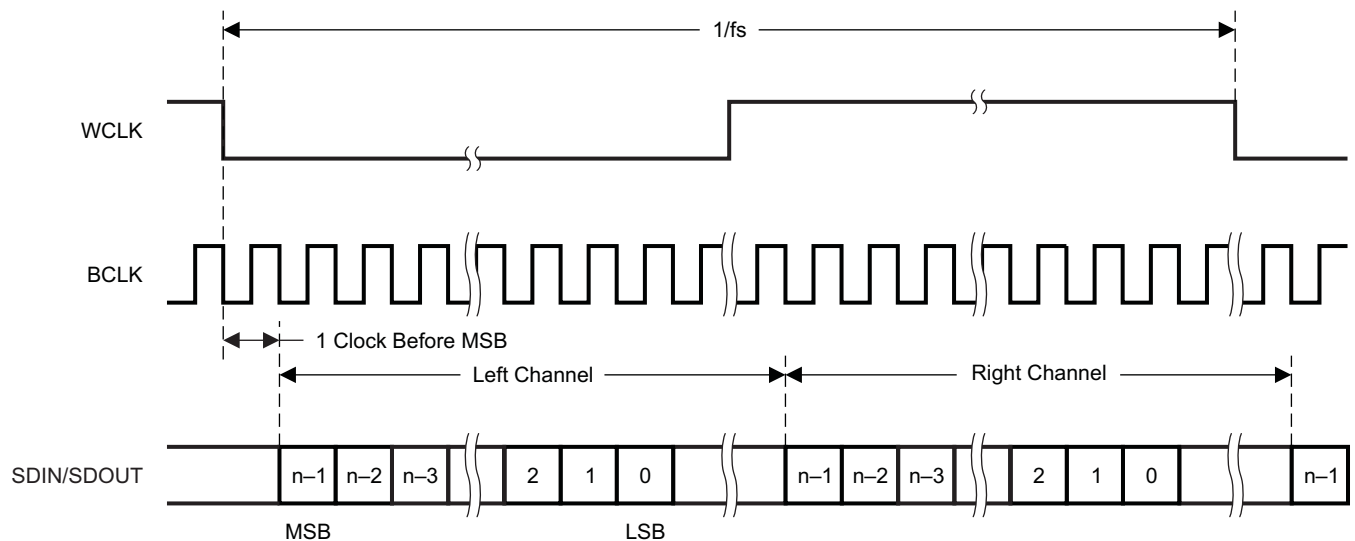 1/fs
WCLK
BCLK
1 Clock Before MSB
Left Channel
Right Channel
SDIN/SDOUT
n–1 n–2 n–3 2 1 0 n–1 n–2 n–3 2 1 0 n–1
MSB LSB